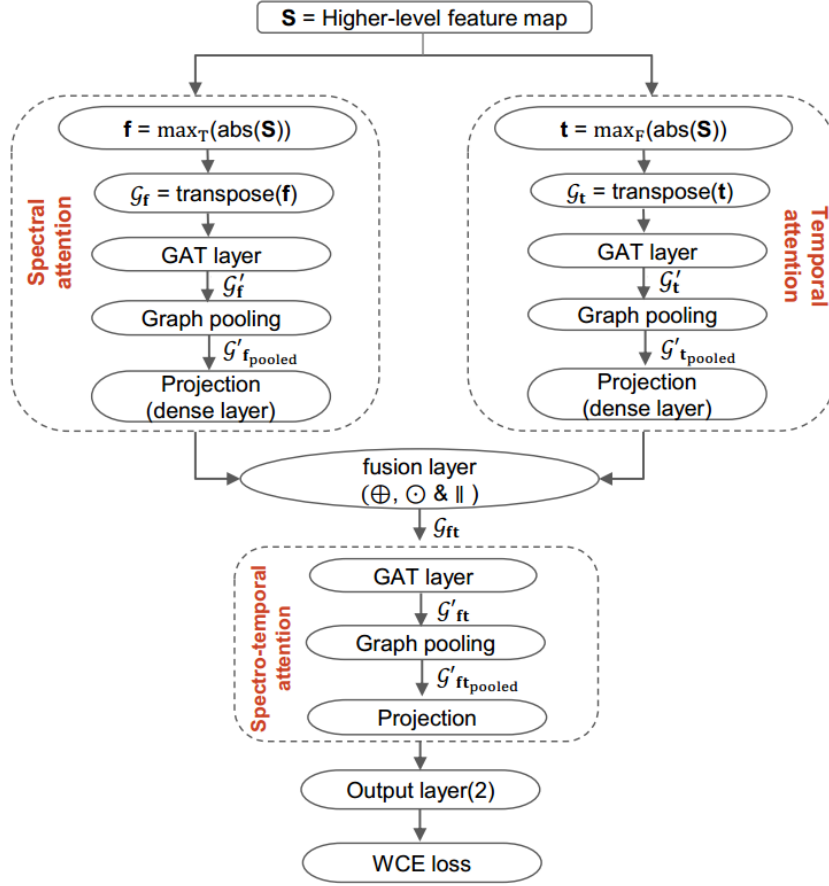 S = Higher-level feature map
Spectral
attention
f = max_T(abs(S))
𝒢_f = transpose(f)
GAT layer
𝒢′_f
Graph pooling
𝒢′_f_pooled
Projection
(dense layer)
t = max_F(abs(S))
𝒢_t = transpose(t)
GAT layer
𝒢′_t
Graph pooling
𝒢′_t_pooled
Projection
(dense layer)
Temporal
attention
fusion layer
(⊕, ⊙ & ∥ )
𝒢_ft
Spectro-temporal
attention
GAT layer
𝒢′_ft
Graph pooling
𝒢′_ft_pooled
Projection
Output layer(2)
WCE loss